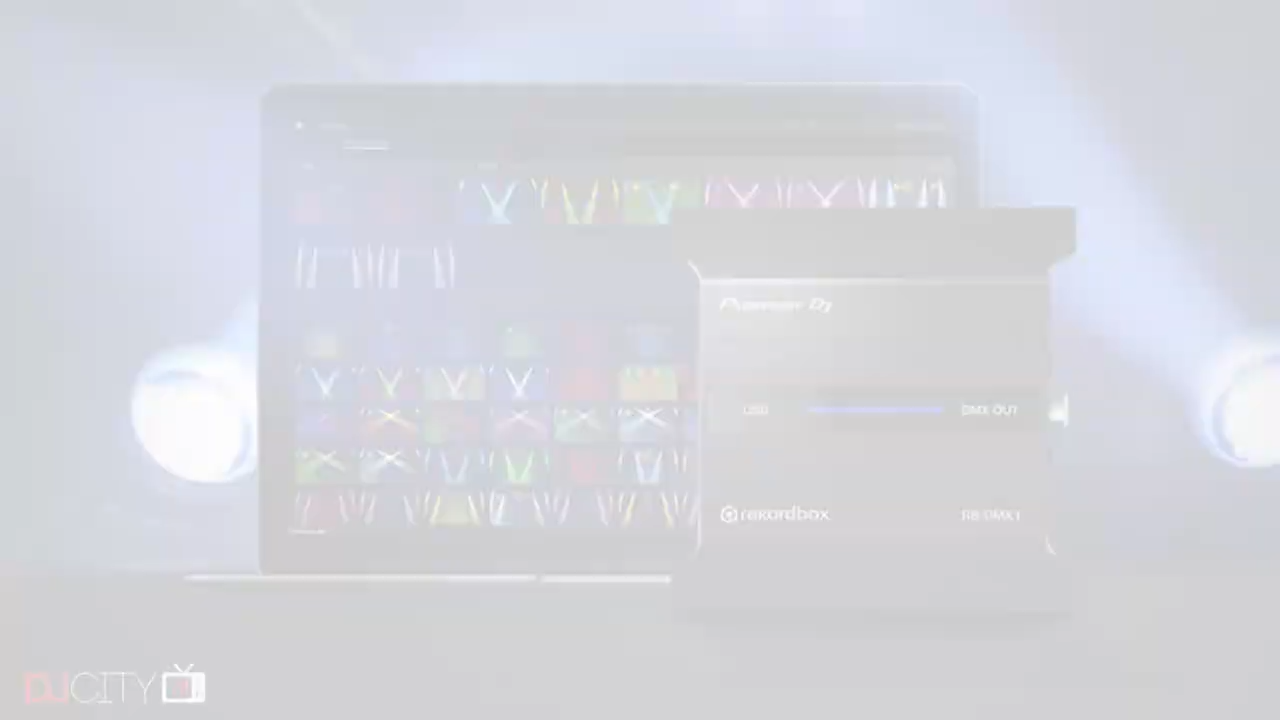 Pioneer Dj
USB
DMX OUT
rekordbox
RB-DMX1
DJCITY